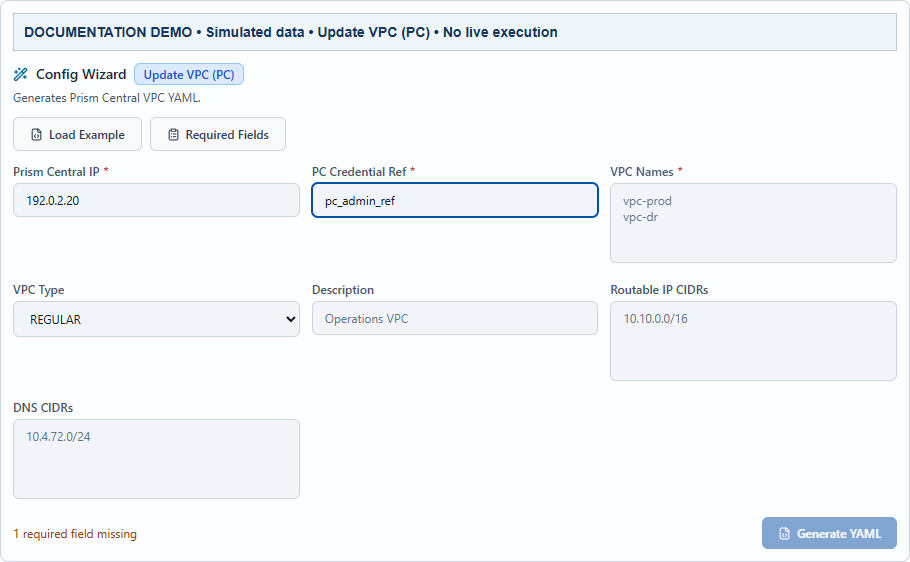 DOCUMENTATION DEMO • Simulated data • Update VPC (PC) • No live execution
Config Wizard Update VPC (PC)
Generates Prism Central VPC YAML.
Load Example Required Fields
Prism Central IP * PC Credential Ref * VPC Names *
192.0.2.20 pc_admin_ref vpc-prod
vpc-dr
VPC Type Description Routable IP CIDRs
REGULAR Operations VPC 10.10.0.0/16
DNS CIDRs
10.4.72.0/24
1 required field missing Generate YAML